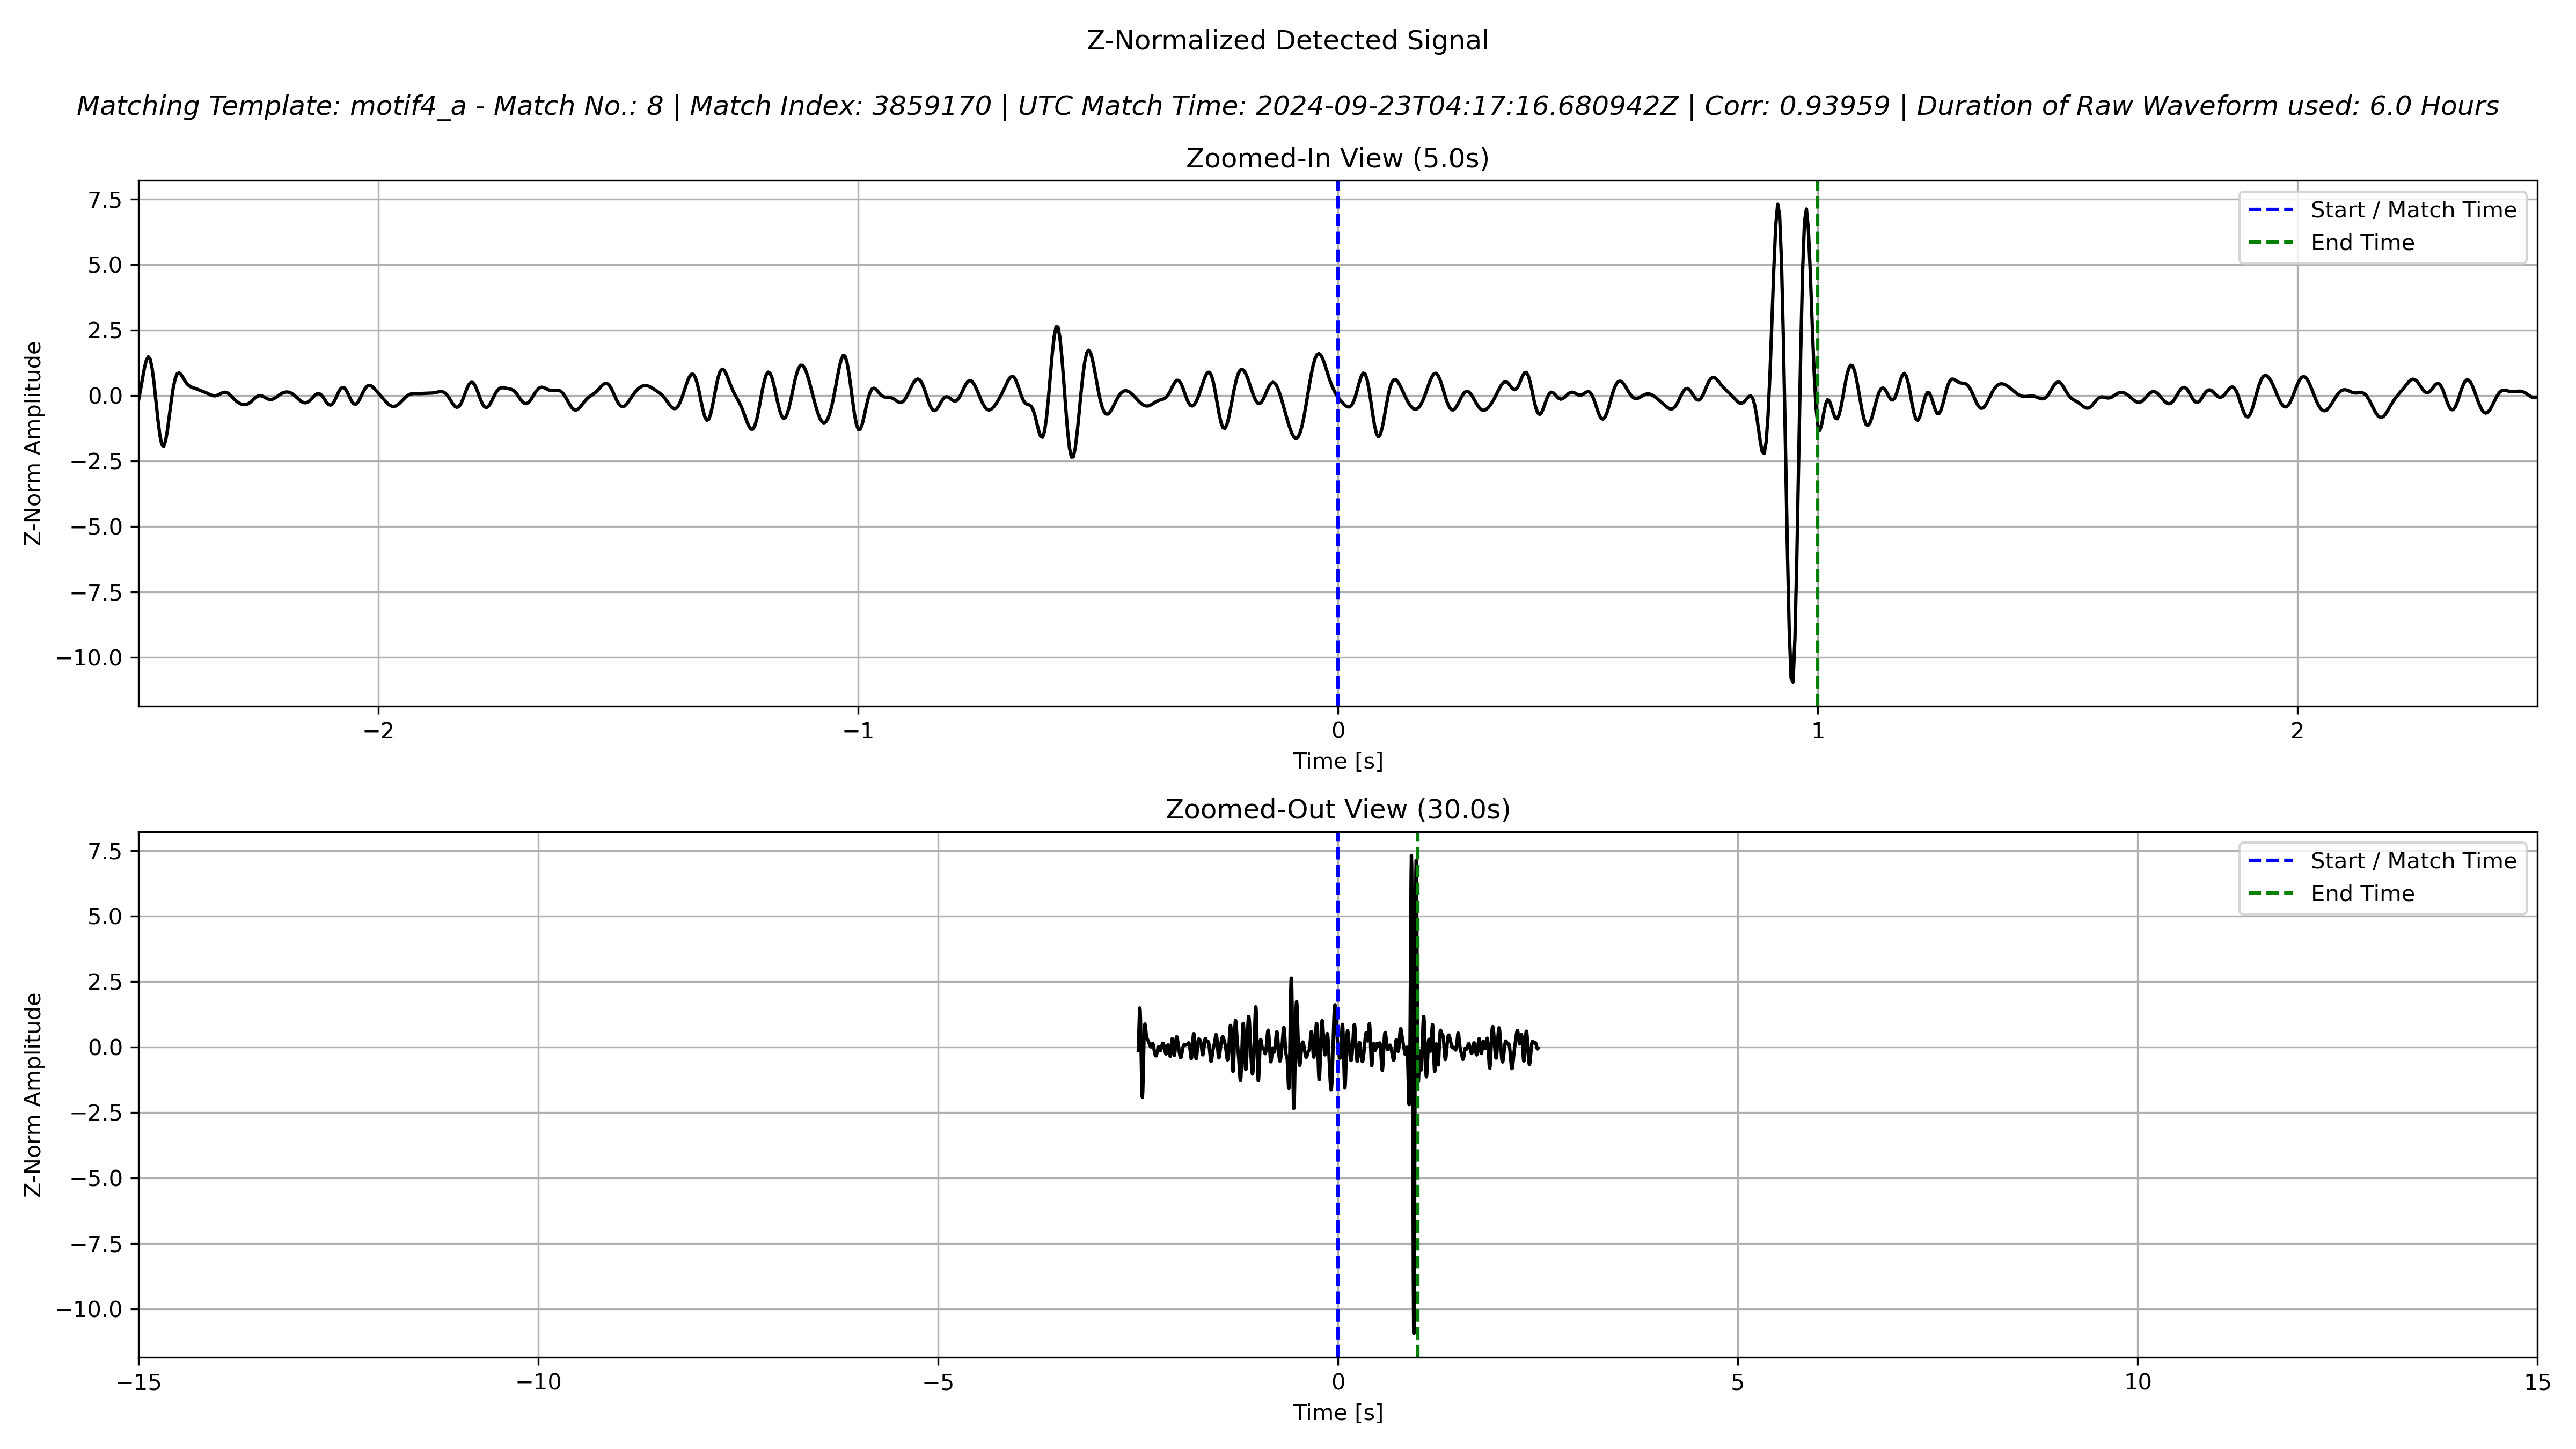 Z-Normalized Detected Signal
Matching Template: motif4_a - Match No.: 8 | Match Index: 3859170 | UTC Match Time: 2024-09-23T04:17:16.680942Z | Corr: 0.93959 | Duration of Raw Waveform used: 6.0 Hours
Zoomed-In View (5.0s)
Z-Norm Amplitude
7.5
5.0
2.5
0.0
−2.5
−5.0
−7.5
−10.0
Start / Match Time
End Time
−2
−1
0
1
2
Time [s]
Zoomed-Out View (30.0s)
Z-Norm Amplitude
7.5
5.0
2.5
0.0
−2.5
−5.0
−7.5
−10.0
Start / Match Time
End Time
−15
−10
−5
0
5
10
15
Time [s]